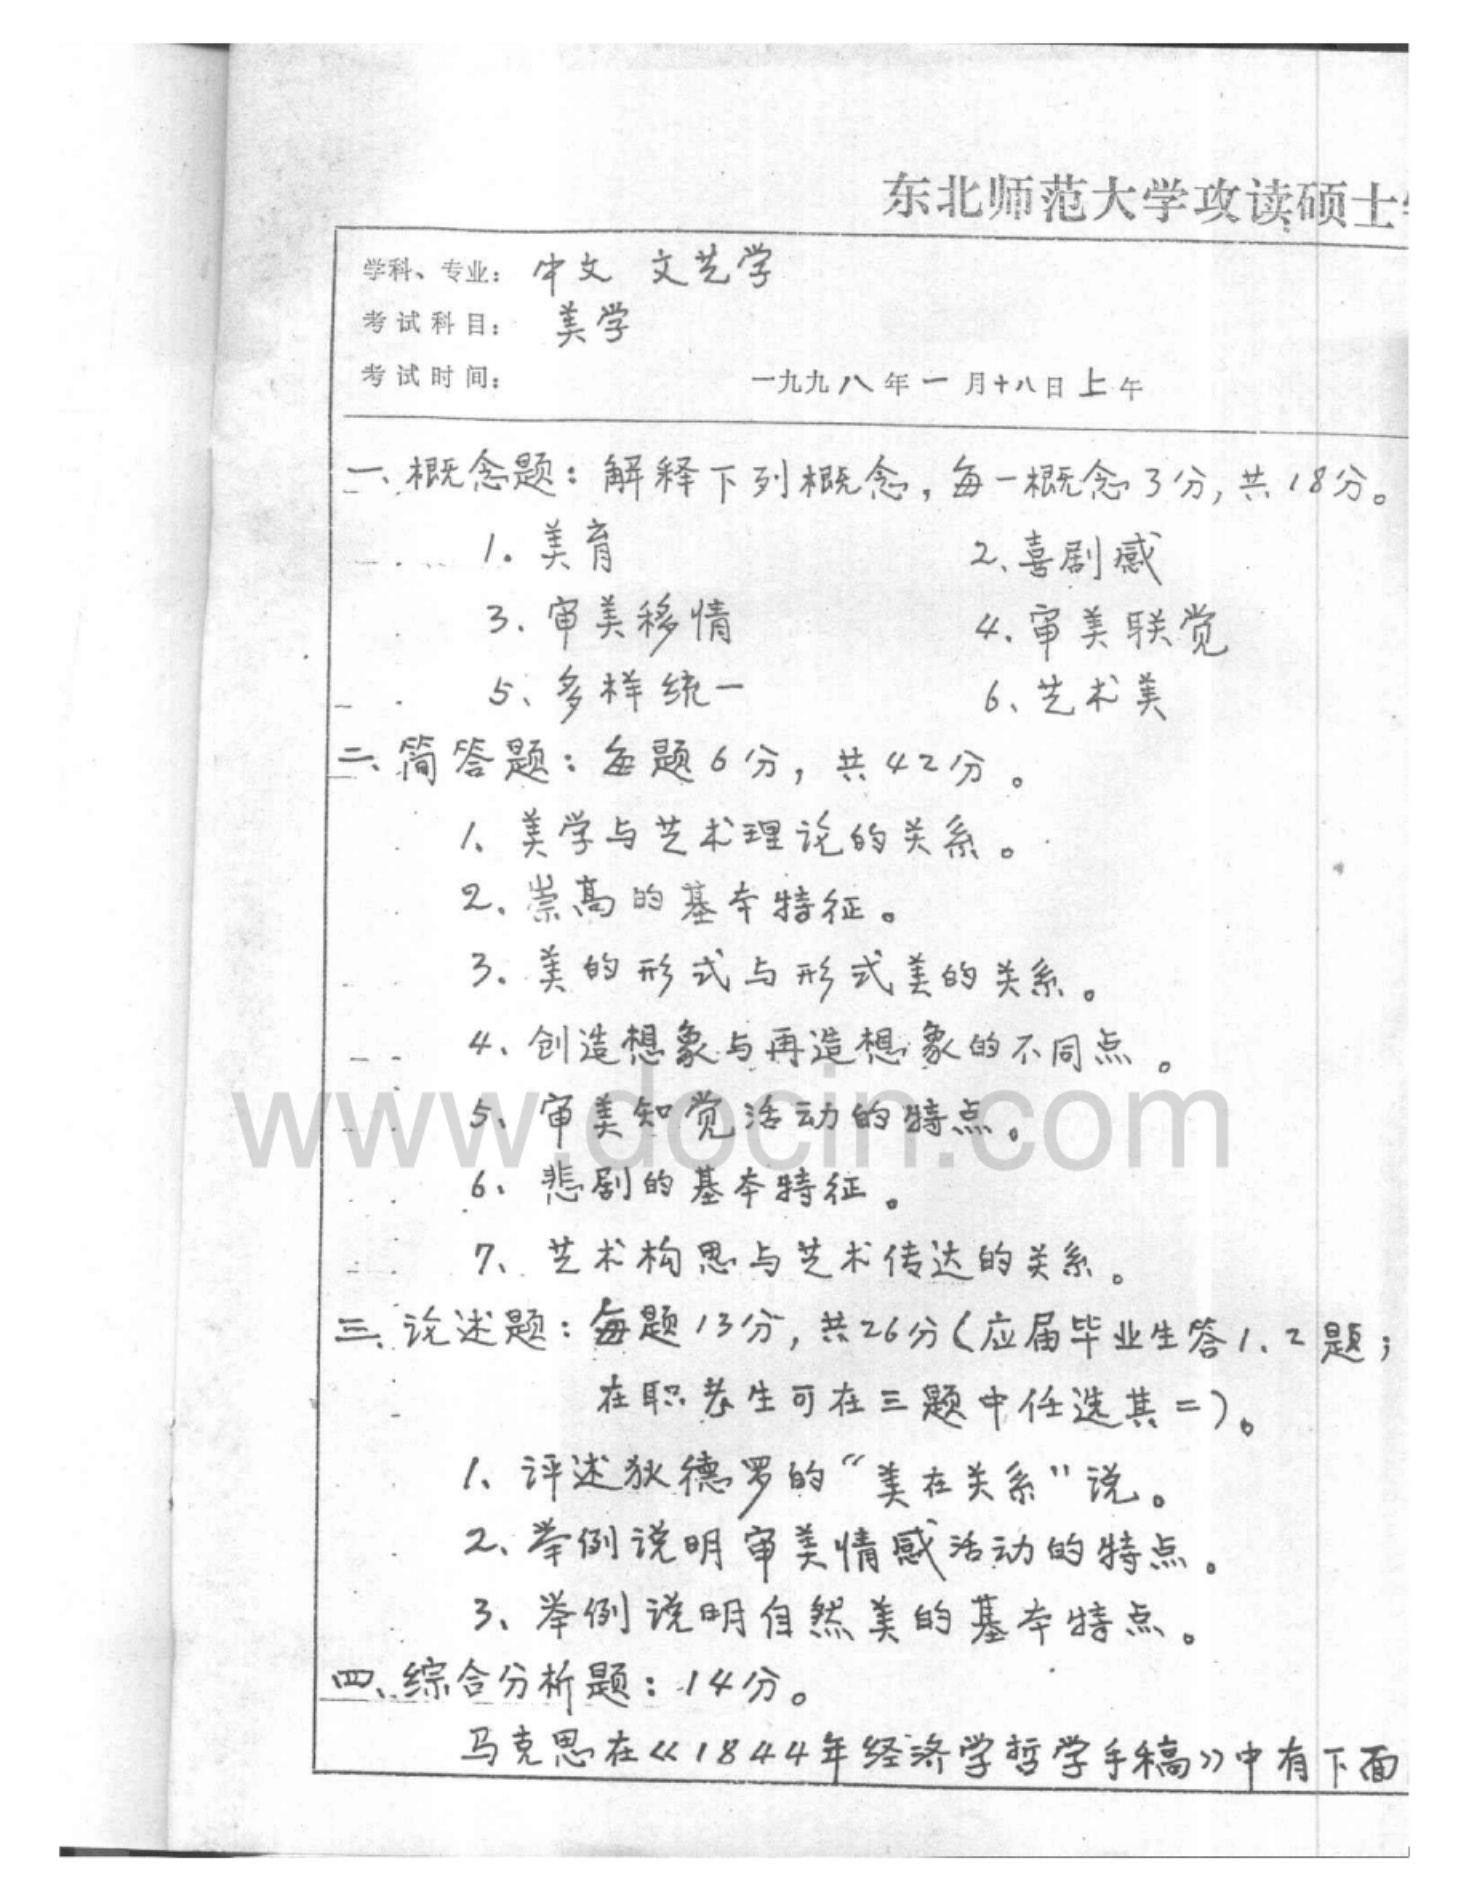 东北师范大学攻读硕士
学科、专业：中文 文艺学
考试科目：美学
考试时间： 一九九八年一月十八日上午
一、概念题：解释下列概念，每一概念3分，共18分。
1. 美育 2、喜剧感
3、审美移情 4、审美联觉
5、多样统一 6、艺术美
二、简答题：每题6分，共42分。
1、美学与艺术理论的关系。
2、崇高的基本特征。
3、美的形式与形式美的关系。
4、创造想象与再造想象的不同点。
5、审美知觉活动的特点。
www.docin.com
6、悲剧的基本特征。
7、艺术构思与艺术传达的关系。
三、论述题：每题13分，共26分（应届毕业生答1、2题；
在职考生可在三题中任选其二）。
1、评述狄德罗的“美在关系”说。
2、举例说明审美情感活动的特点。
3、举例说明自然美的基本特点。
四、综合分析题：14分。
马克思在《1844年经济学哲学手稿》中有下面